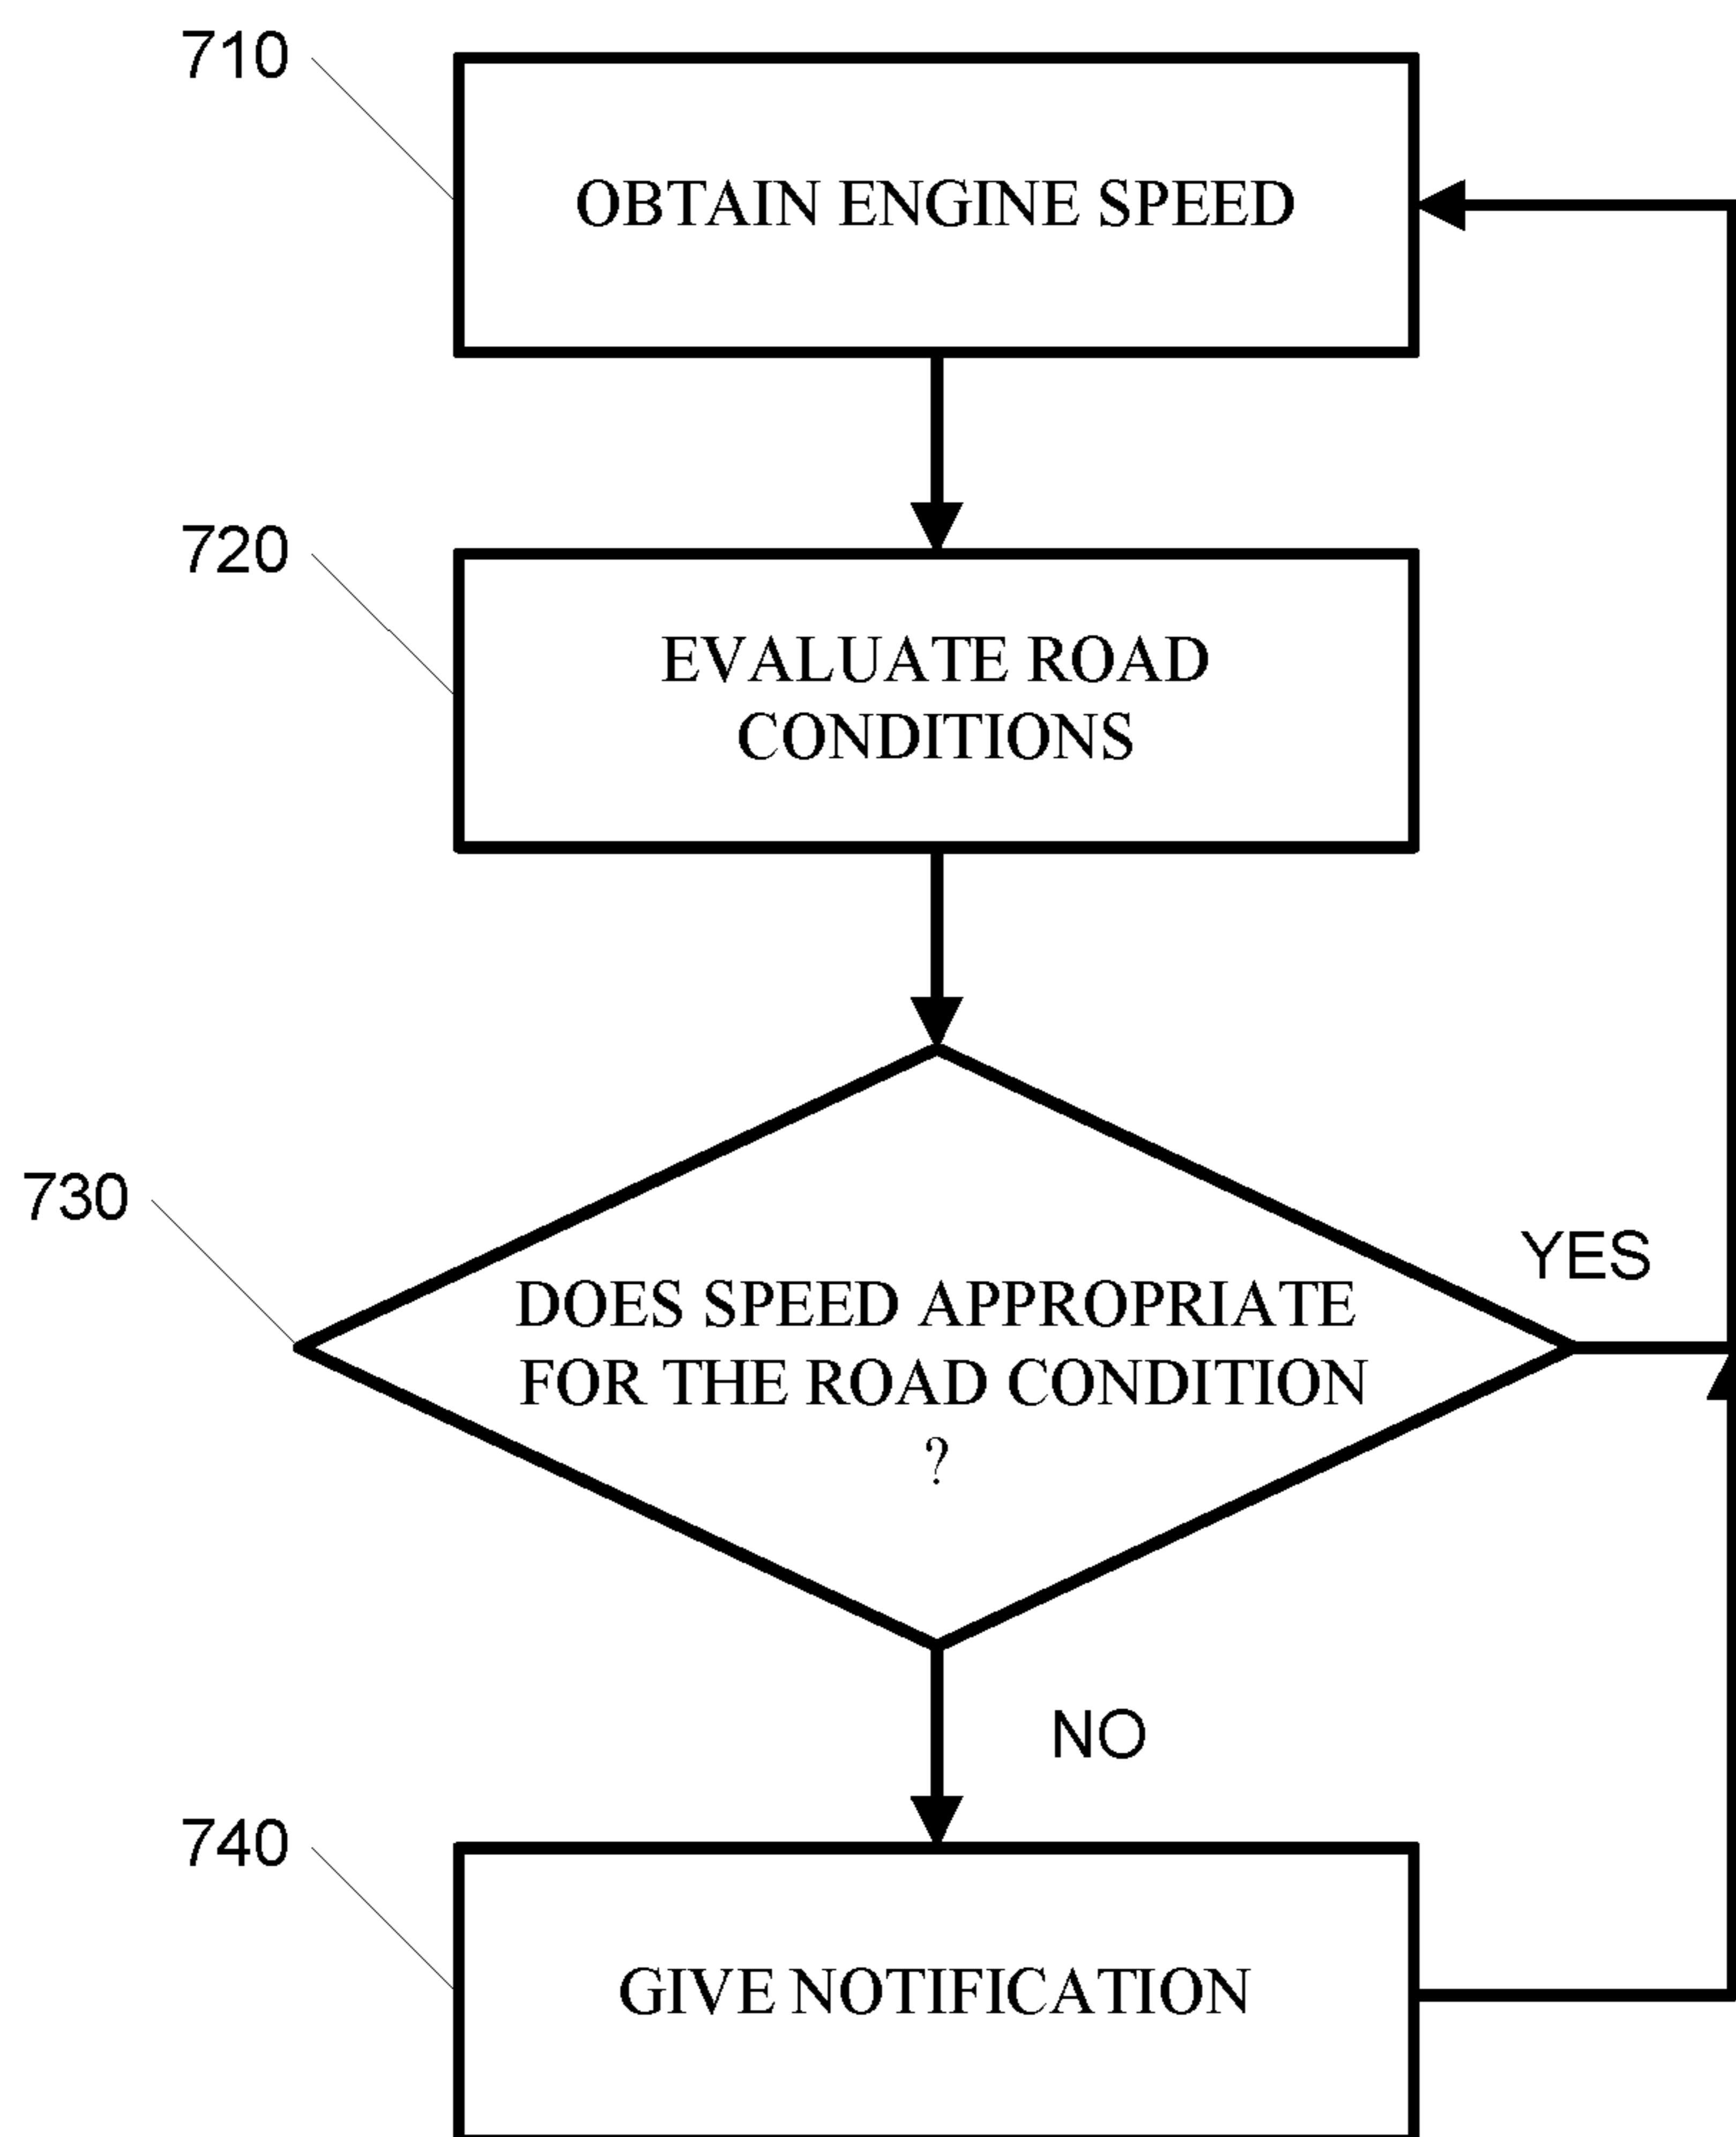 710
OBTAIN ENGINE SPEED
720
EVALUATE ROAD
CONDITIONS
730
DOES SPEED APPROPRIATE
FOR THE ROAD CONDITION
?
YES
NO
740
GIVE NOTIFICATION